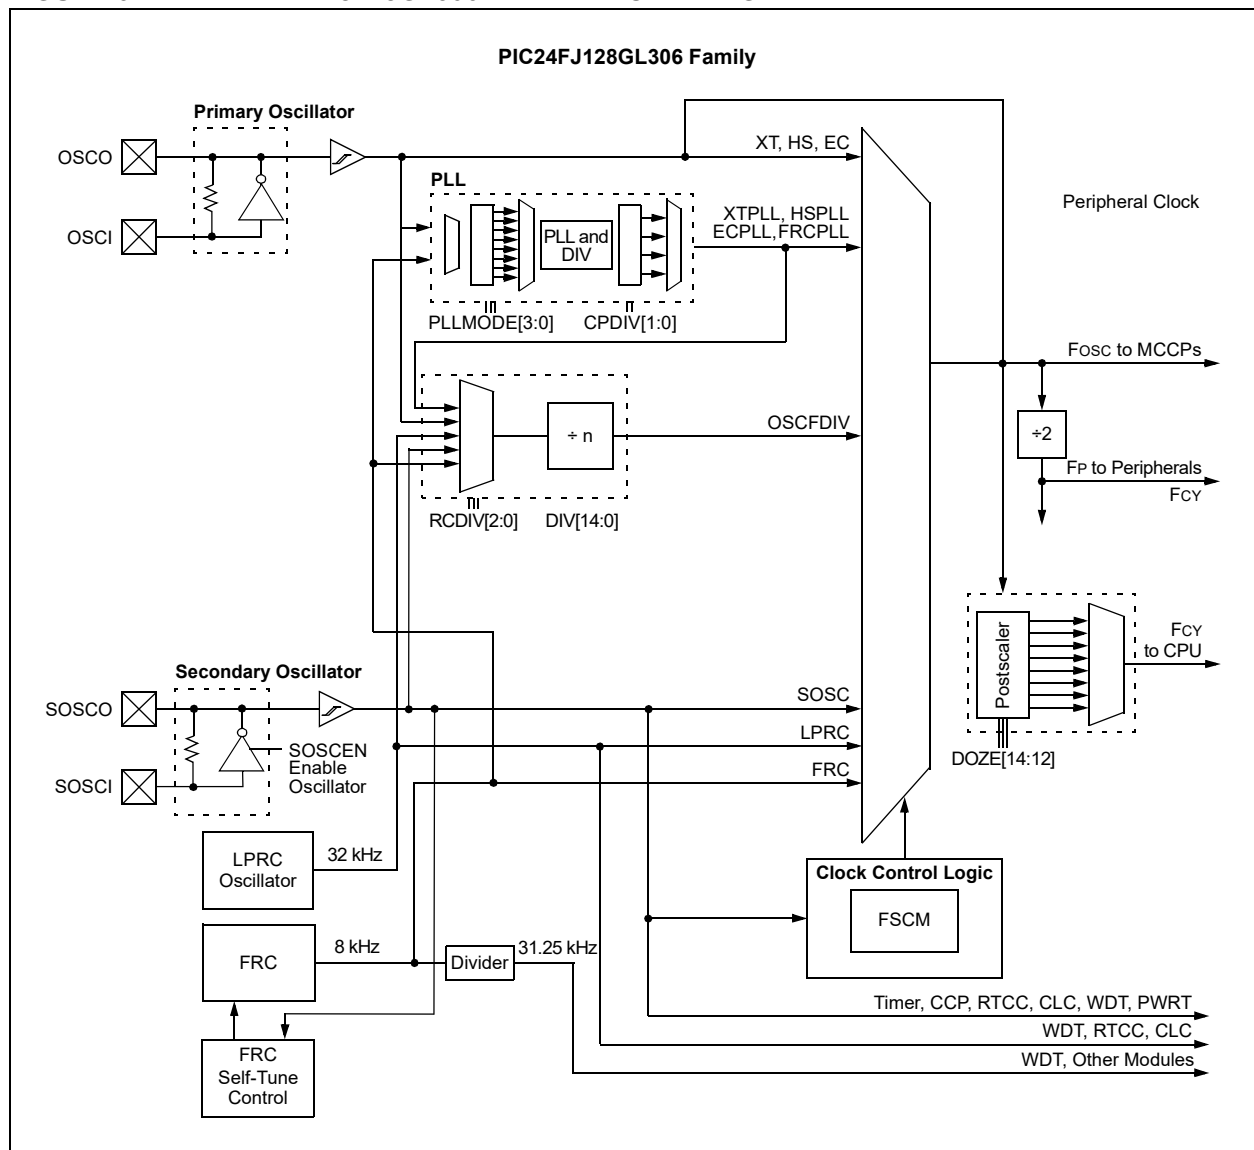 PIC24FJ128GL306 Family
Primary Oscillator
OSCO
OSCI
XT, HS, EC
PLL
PLL and
DIV
XTPLL, HSPLL
ECPLL,FRCPLL
PLLMODE[3:0]
CPDIV[1:0]
Peripheral Clock
FOSC to MCCPs
÷2
FP to Peripherals
FCY
÷ n
OSCFDIV
RCDIV[2:0]
DIV[14:0]
Postscaler
FCY
to CPU
DOZE[14:12]
Secondary Oscillator
SOSCO
SOSCI
SOSCEN
Enable
Oscillator
SOSC
LPRC
FRC
LPRC
Oscillator
32 kHz
Clock Control Logic
FSCM
FRC
8 kHz
Divider
31.25 kHz
FRC
Self-Tune
Control
Timer, CCP, RTCC, CLC, WDT, PWRT
WDT, RTCC, CLC
WDT, Other Modules